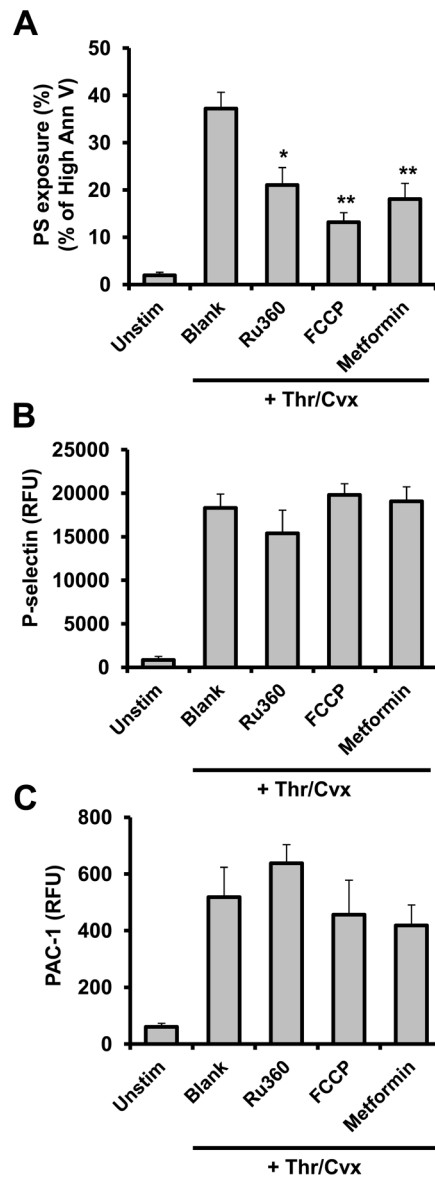 A
PS exposure (%)
(% of High Ann V)
50
40
30
20
10
0
*
**
**
Unstim
Blank
Ru360
FCCP
Metformin
+ Thr/Cvx
B
P-selectin (RFU)
25000
20000
15000
10000
5000
0
Unstim
Blank
Ru360
FCCP
Metformin
+ Thr/Cvx
C
PAC-1 (RFU)
800
600
400
200
0
Unstim
Blank
Ru360
FCCP
Metformin
+ Thr/Cvx